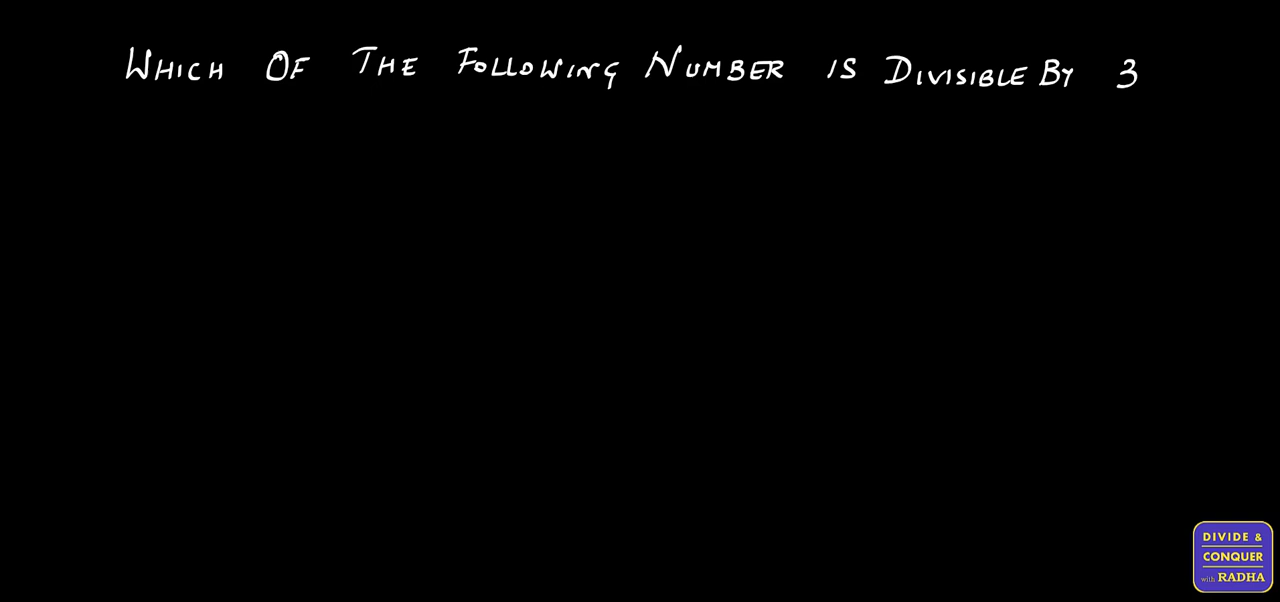 WHICH OF THE FOLLOWING NUMBER IS DIVISIBLE BY 3
DIVIDE &
CONQUER
with RADHA